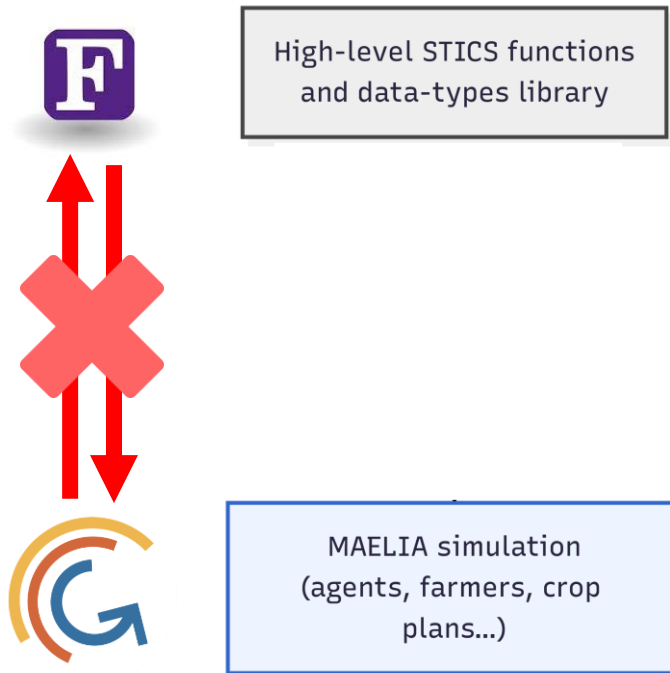 F
High-level STICS functions
and data-types library
MAELIA simulation
(agents, farmers, crop
plans...)